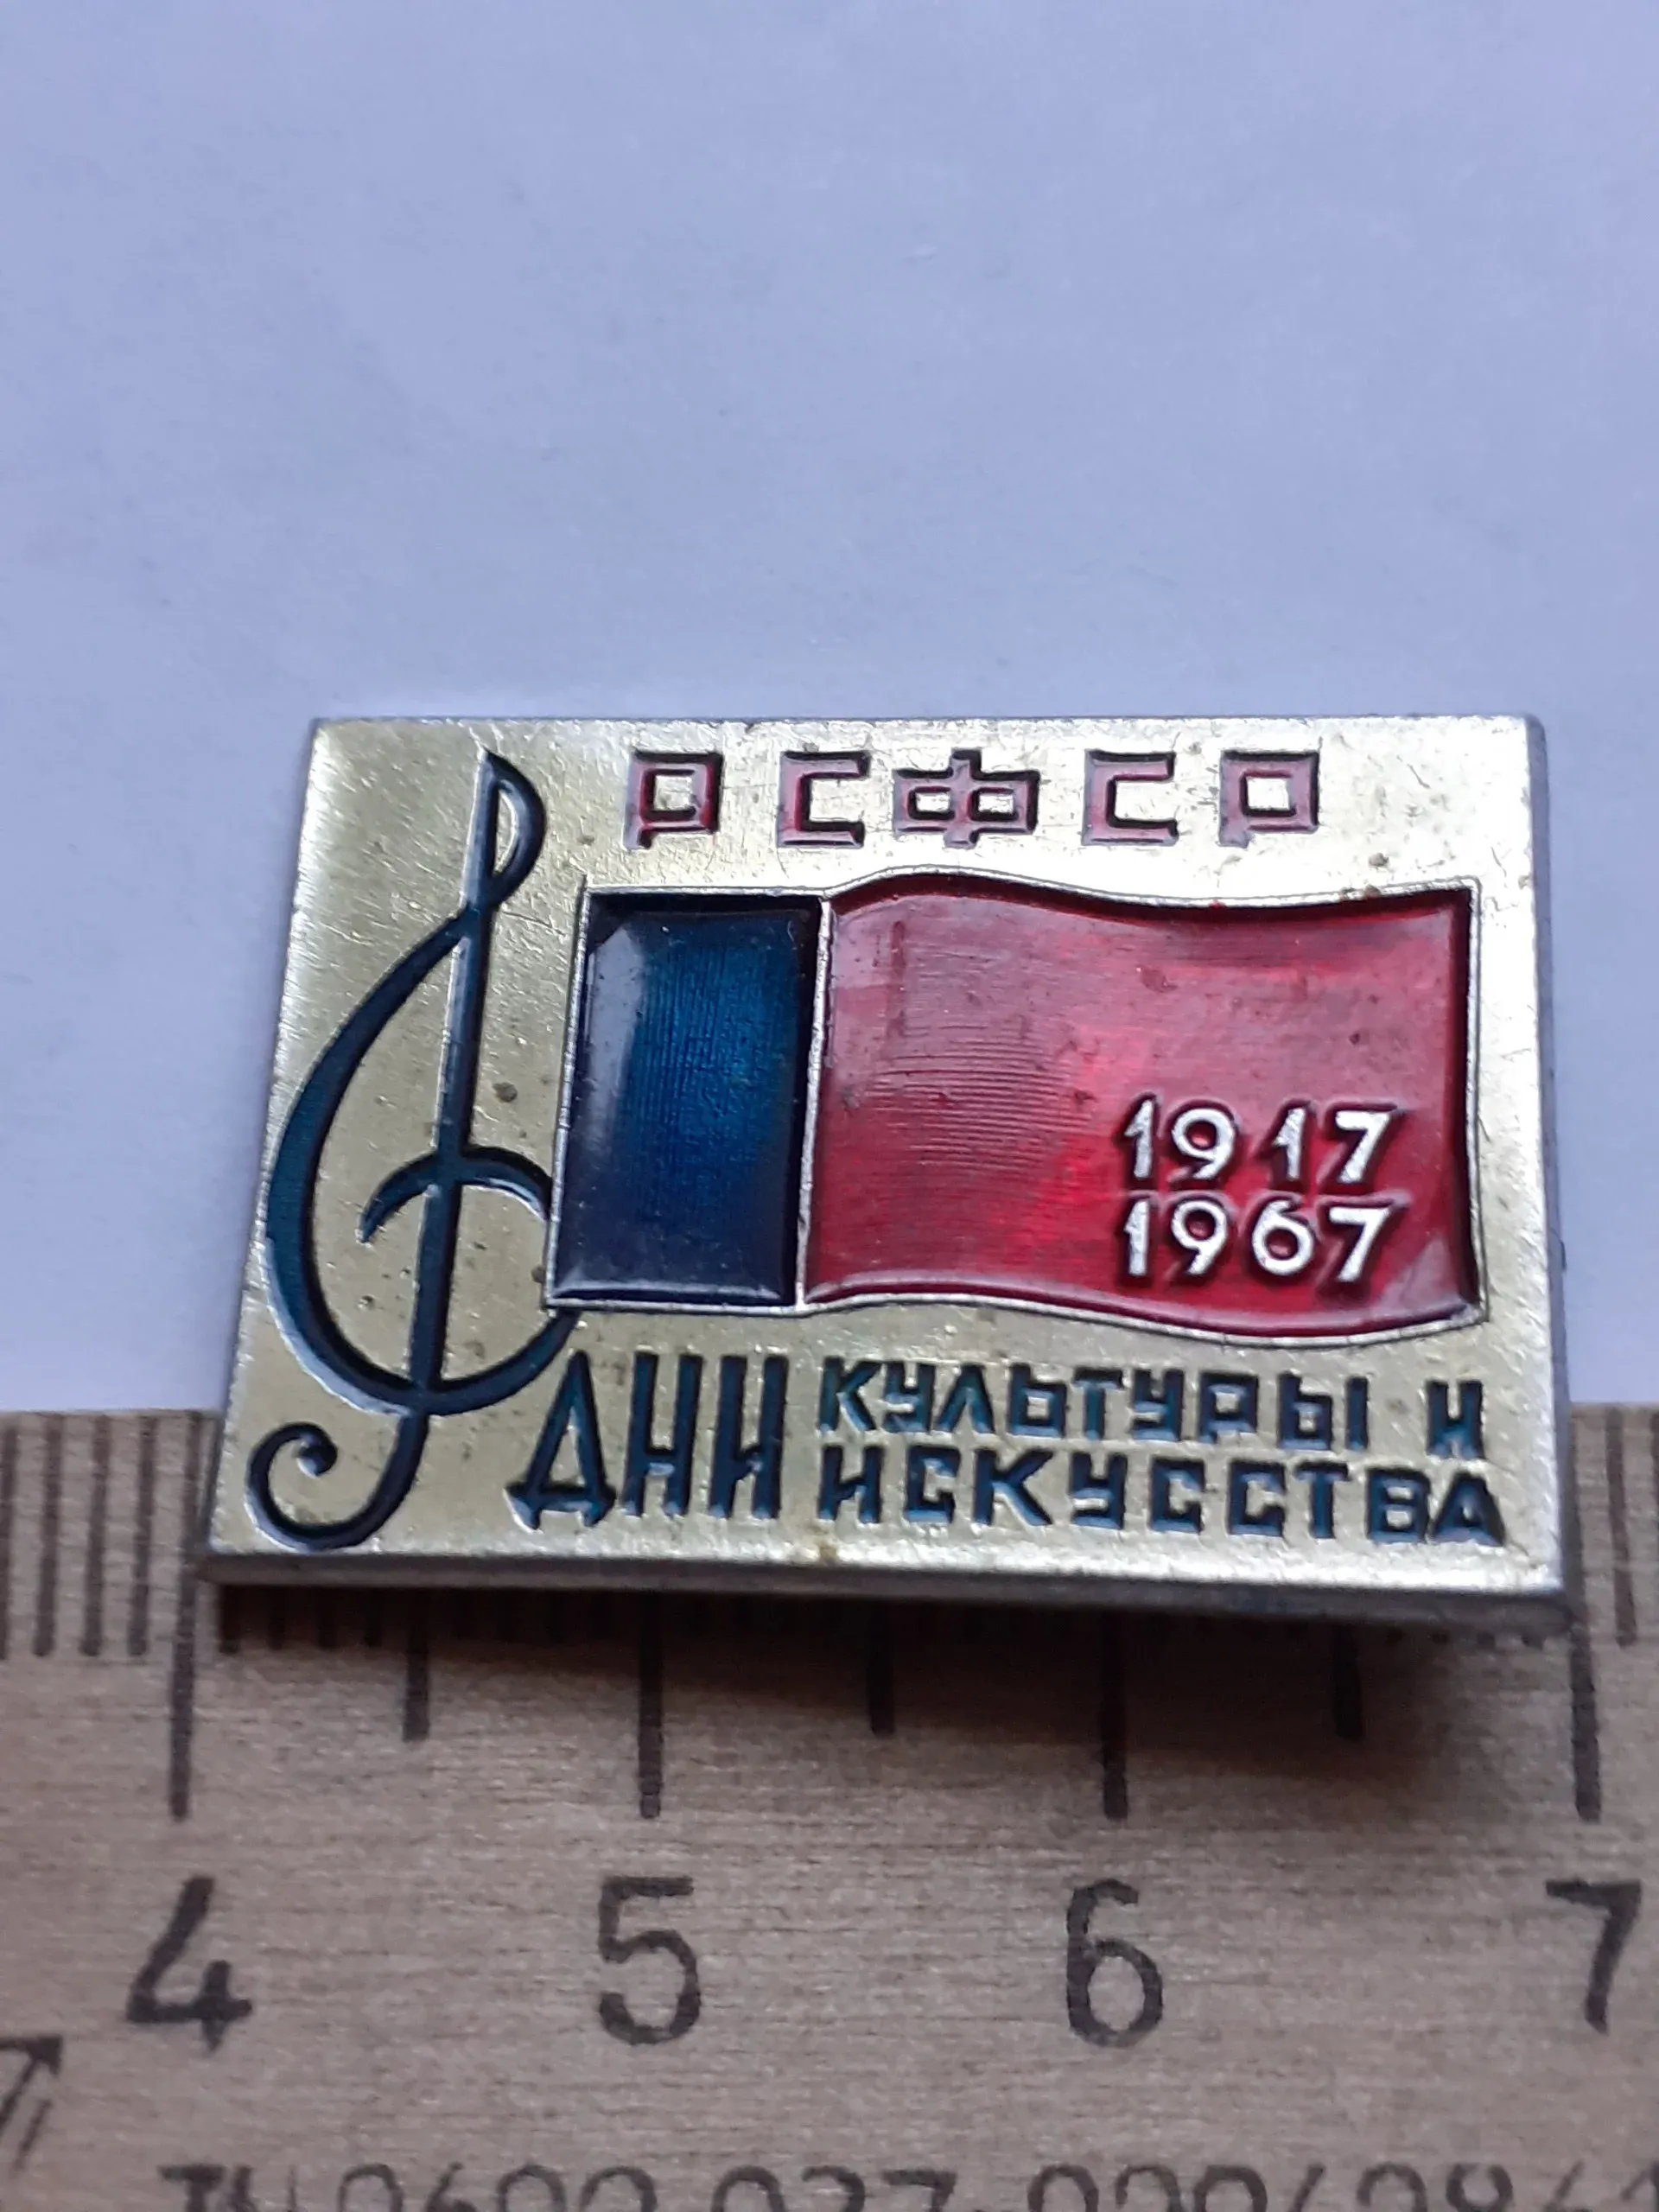 РСФСР
1917
1967
ДНИ КУЛЬТУРЫ И
ИСКУССТВА
4 5 6 7